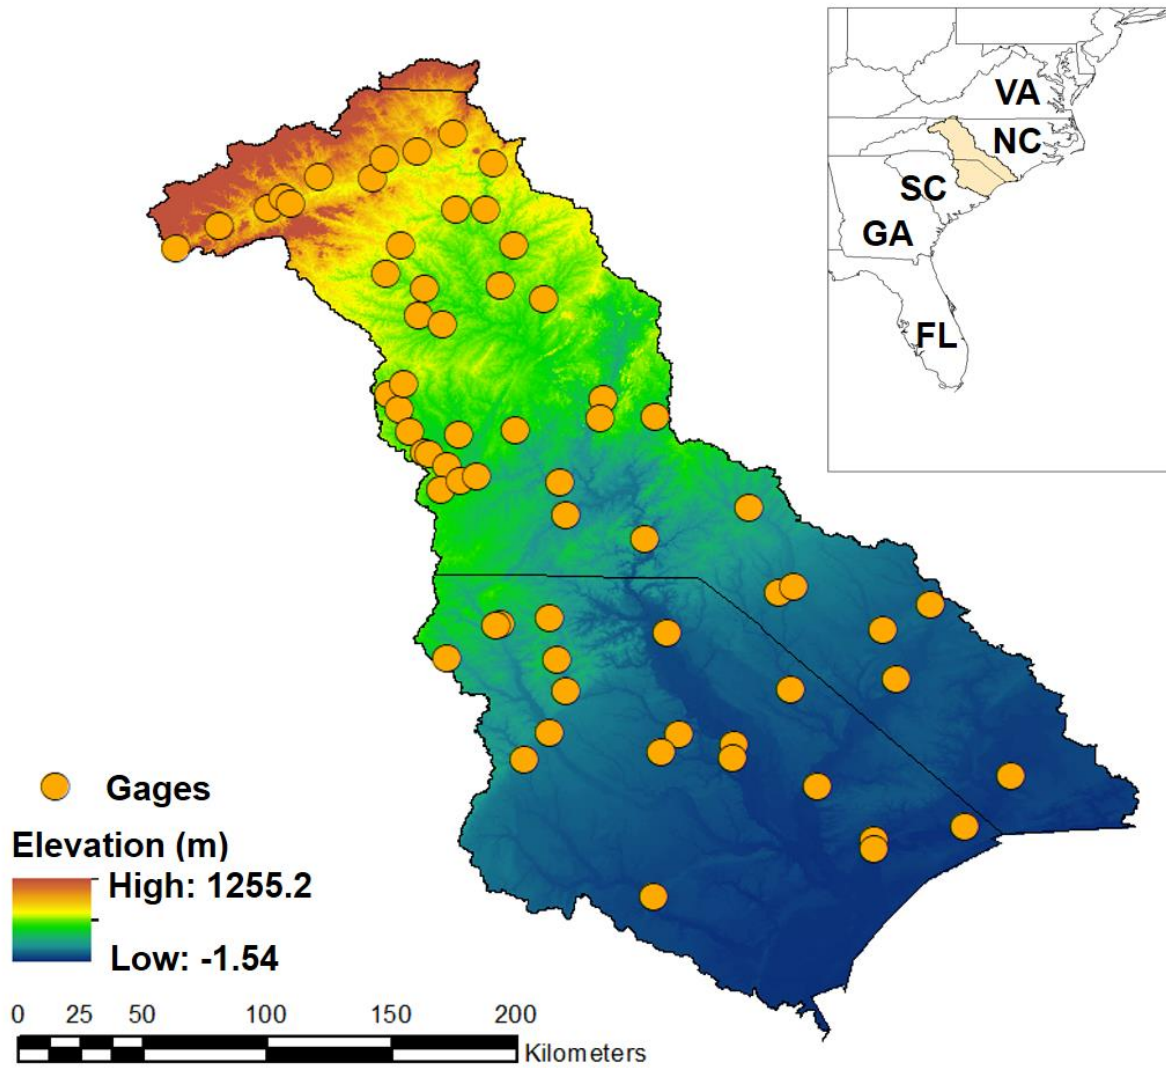 VA
NC
SC
GA
FL
Gages
Elevation (m)
High: 1255.2
Low: -1.54
0 25 50 100 150 200
Kilometers